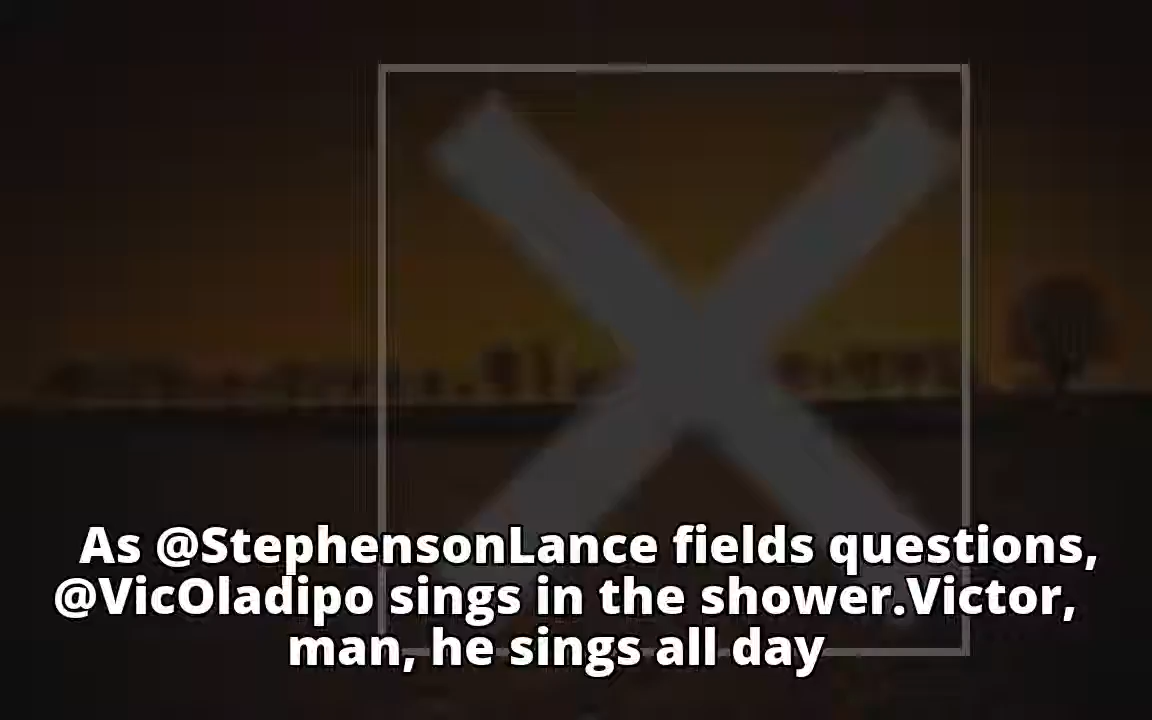 As @StephensonLance fields questions,
@VicOladipo sings in the shower.Victor,
man, he sings all day